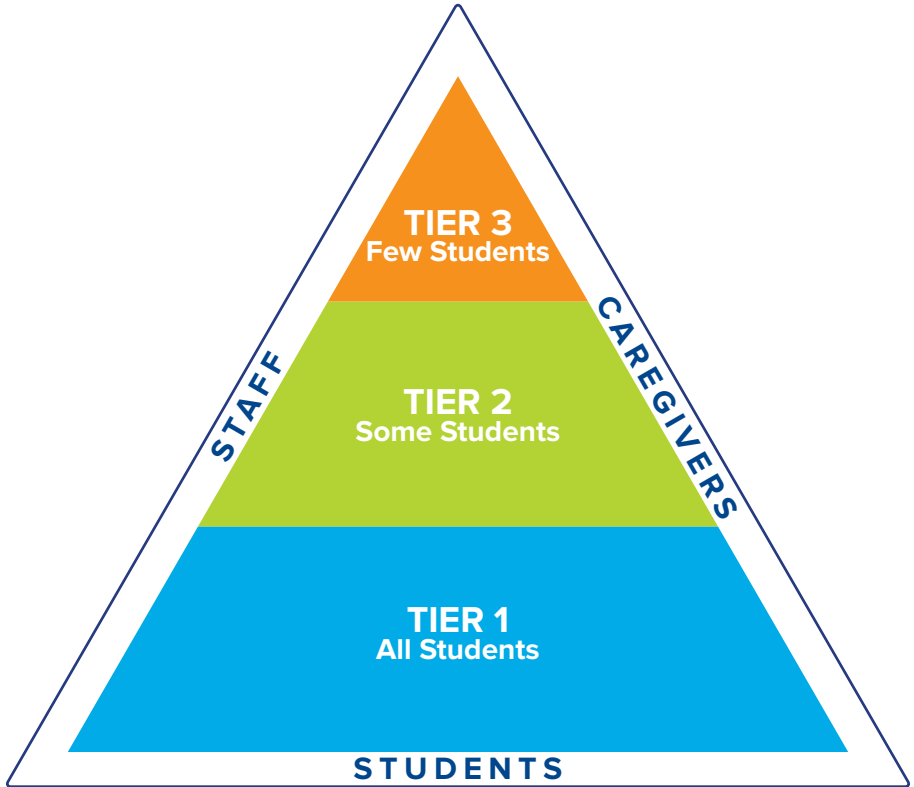 TIER 3
Few Students
STAFF
CAREGIVERS
TIER 2
Some Students
TIER 1
All Students
STUDENTS